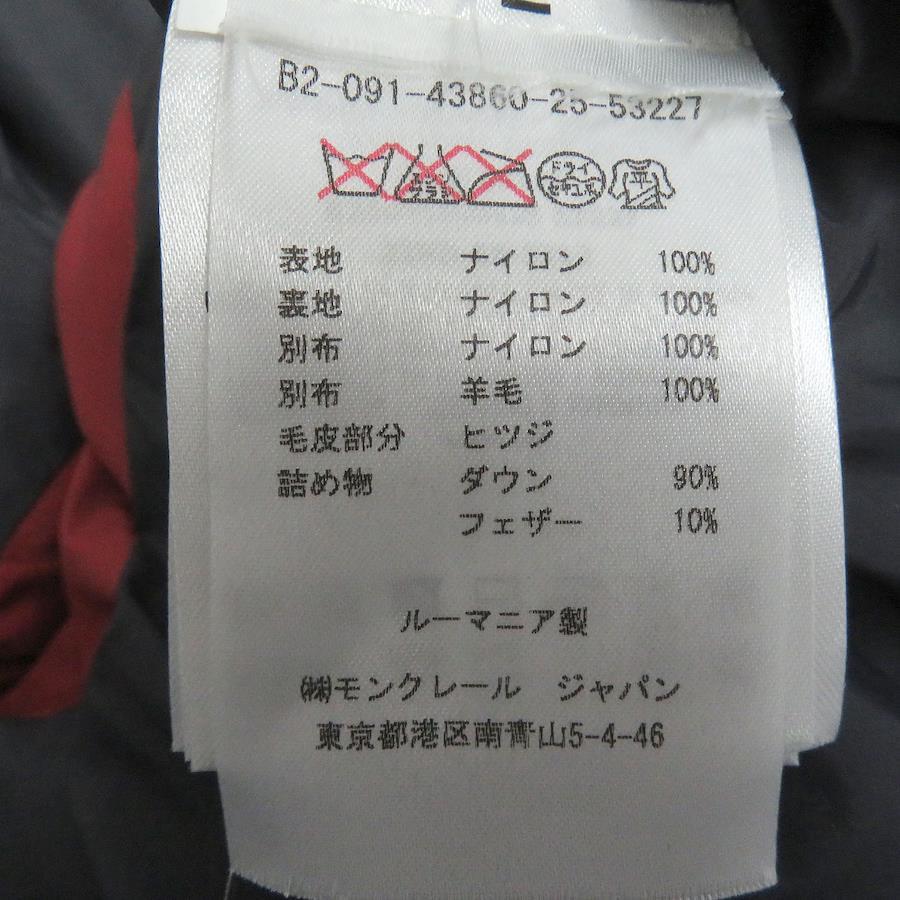 B2-091-43860-25-53227
ドライ
セキユ系
表地 ナイロン 100%
裏地 ナイロン 100%
別布 ナイロン 100%
別布 羊毛 100%
毛皮部分 ヒツジ
詰め物 ダウン 90%
フェザー 10%
ルーマニア製
㈱モンクレール ジャパン
東京都港区南青山5-4-46